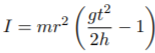 $I = mr^2 \left( \frac{gt^2}{2h} - 1 \right)$